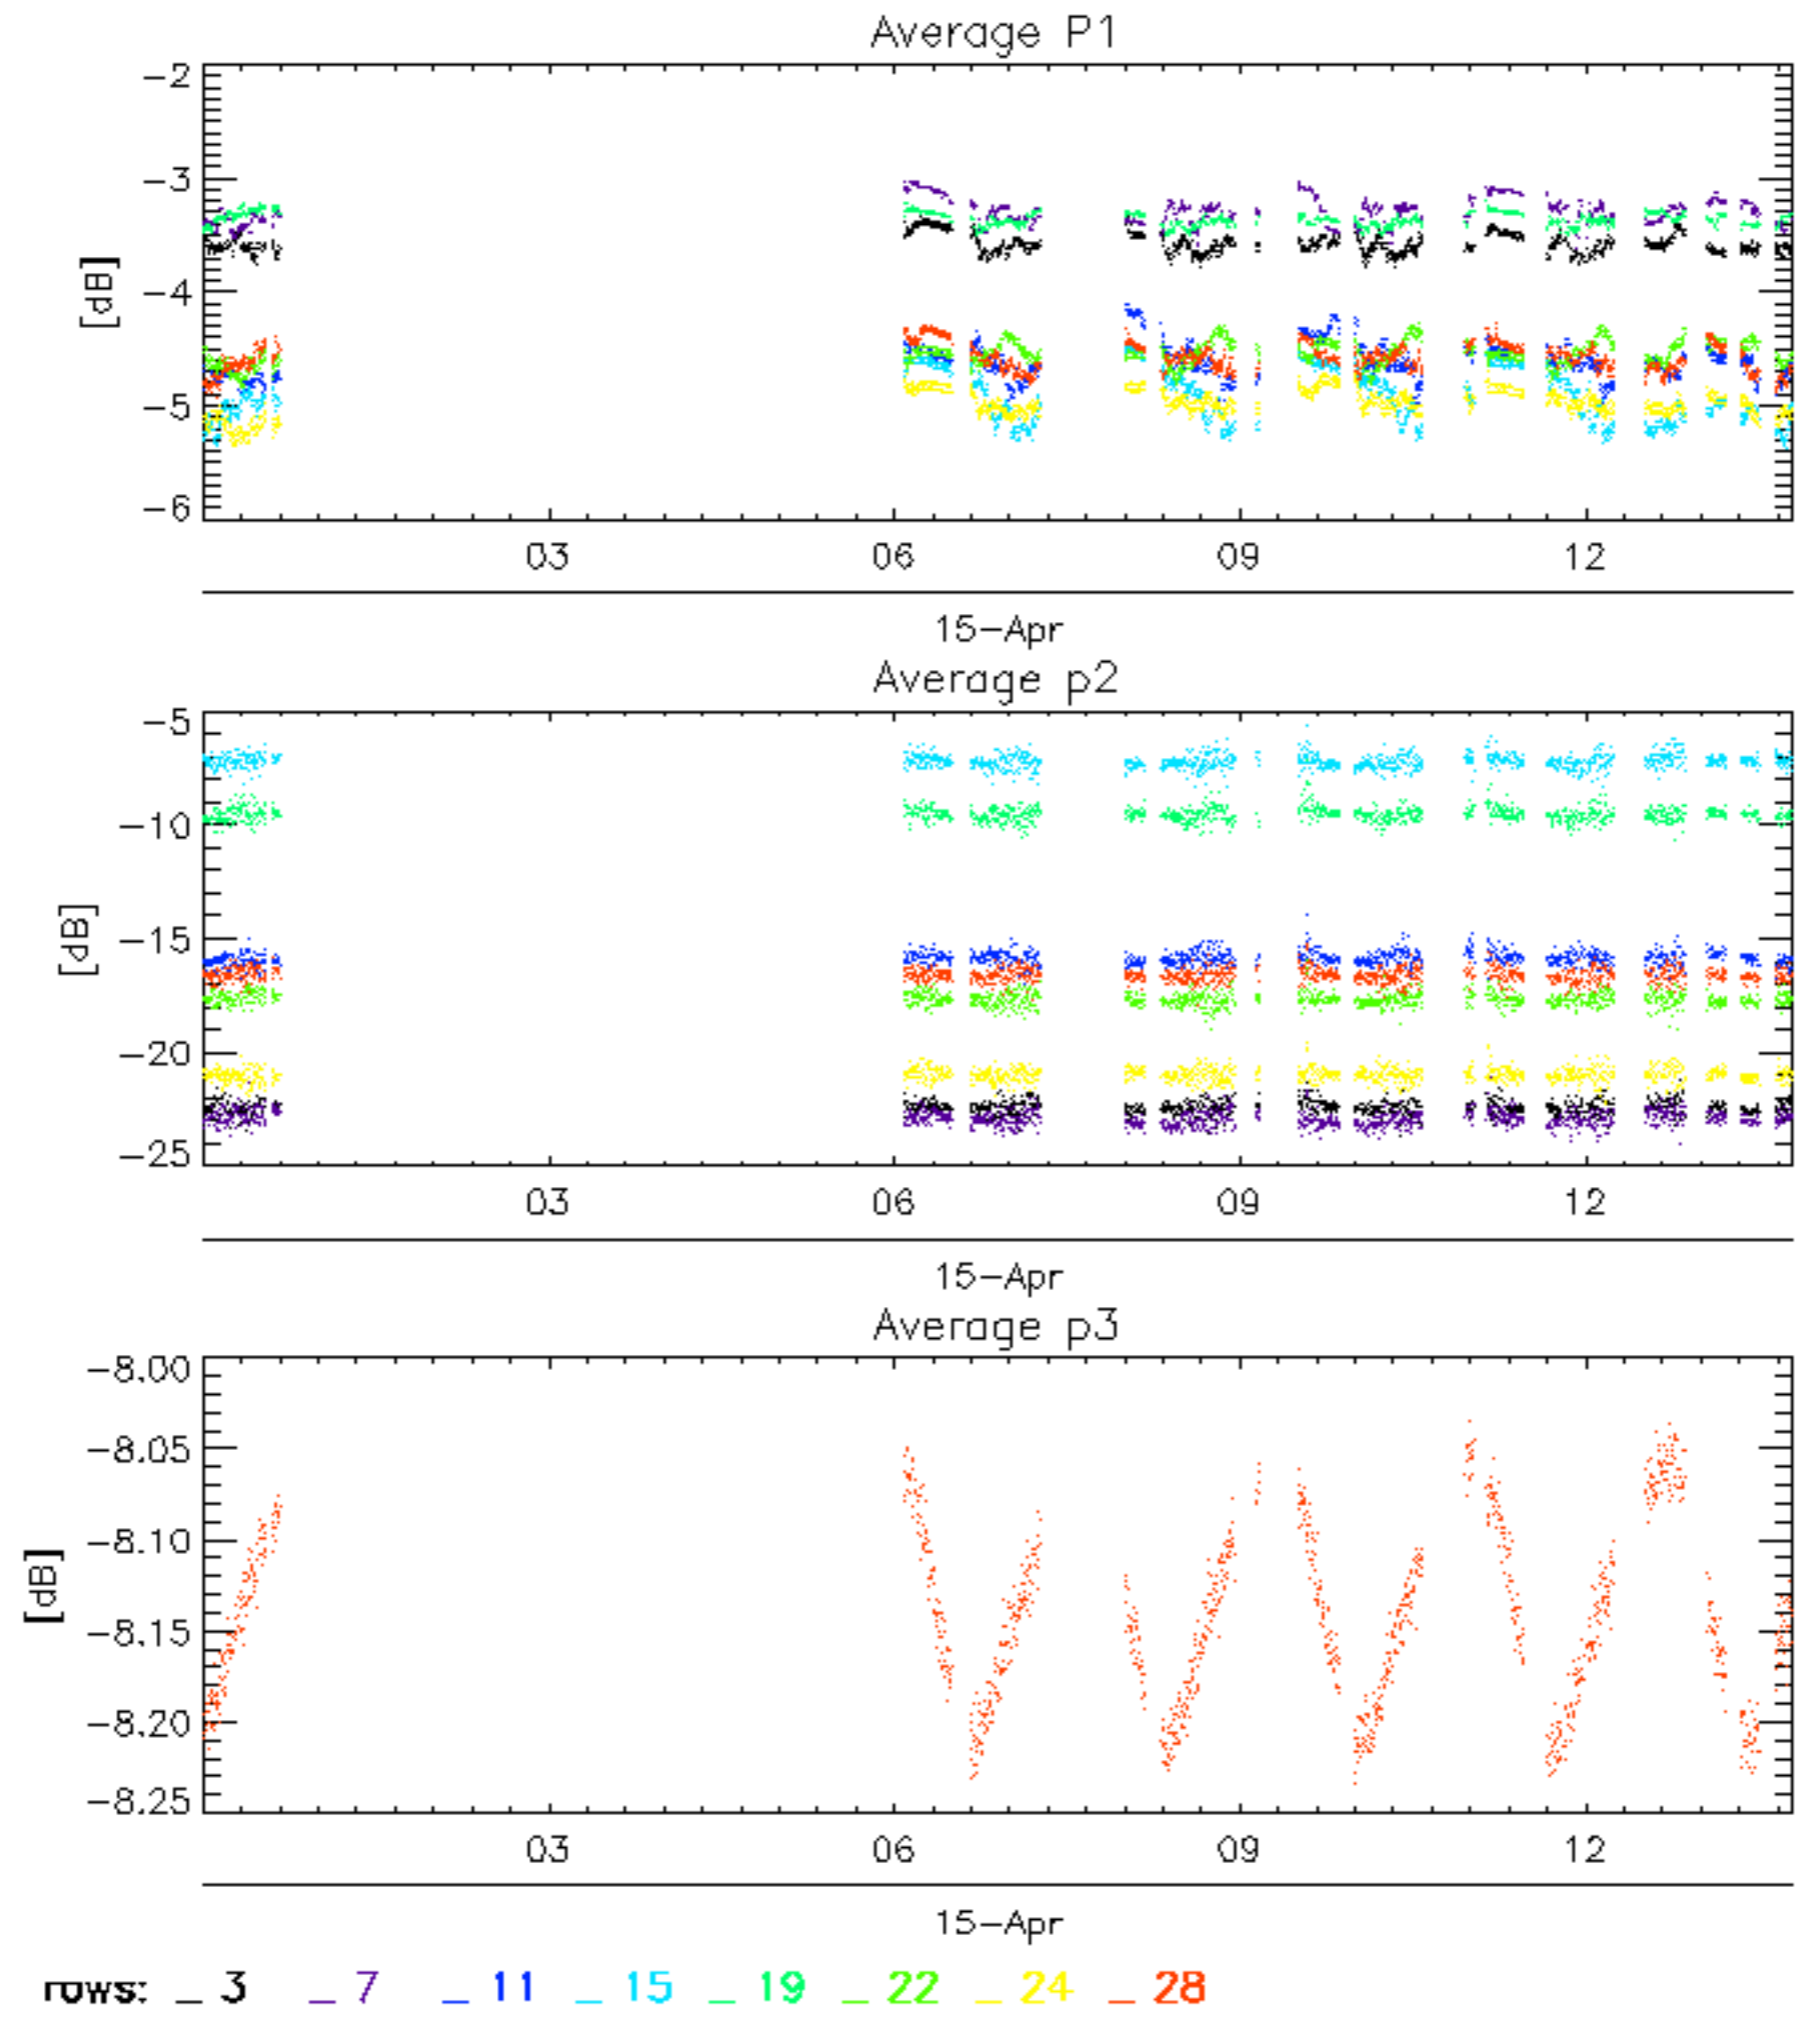 Average P1
-2
-3
-4
-5
-6
[dB]
03 06 09 12
15-Apr
Average p2
-5
-10
-15
-20
-25
[dB]
03 06 09 12
15-Apr
Average p3
-8.00
-8.05
-8.10
-8.15
-8.20
-8.25
[dB]
03 06 09 12
15-Apr
rows: _ 3 _ 7 _ 11 _ 15 _ 19 _ 22 _ 24 _ 28